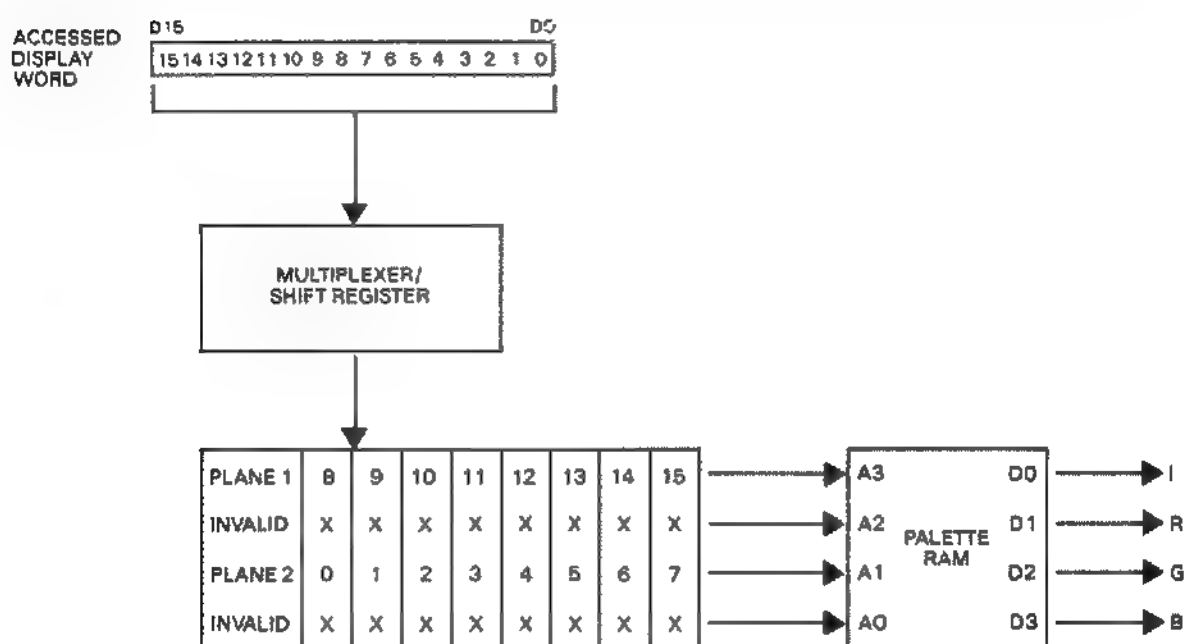 ACCESSED
DISPLAY
WORD
D15 D0
15 14 13 12 11 10 9 8 7 6 5 4 3 2 1 0
MULTIPLEXER/
SHIFT REGISTER
PLANE 1 8 9 10 11 12 13 14 15 A3 D0 I
INVALID X X X X X X X X A2 D1 R
PALETTE
RAM
PLANE 2 0 1 2 3 4 5 6 7 A1 D2 G
INVALID X X X X X X X X A0 D3 B